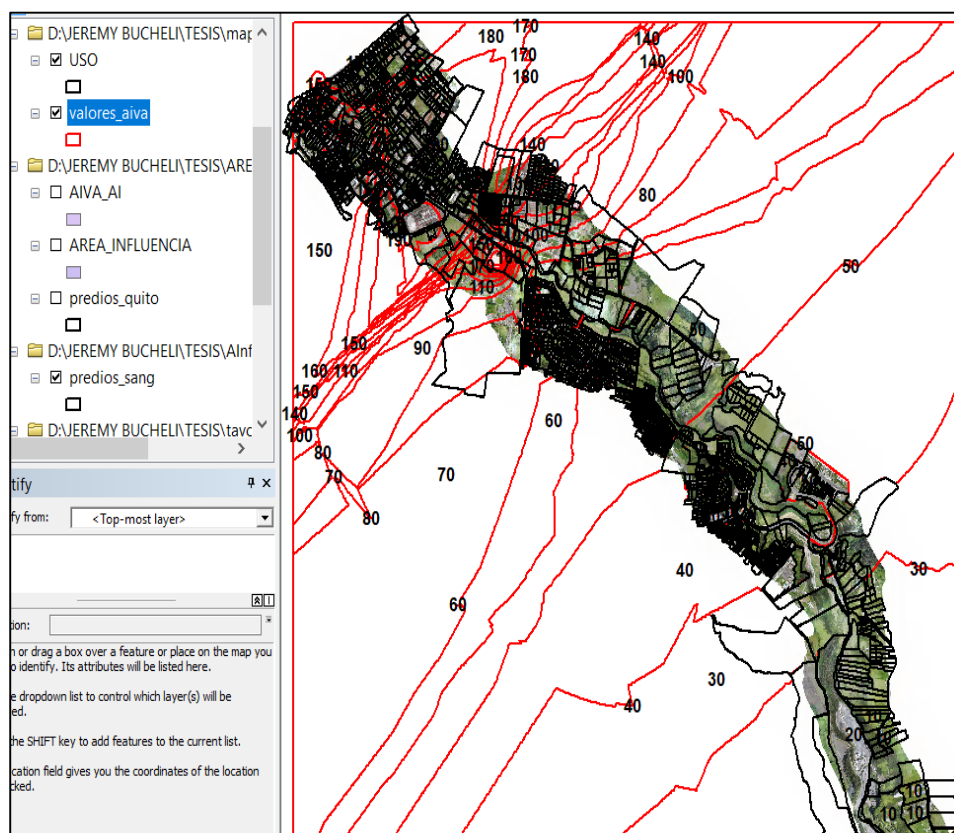 D:\JEREMY BUCHELI\TESIS\map
USO
valores_aiva
D:\JEREMY BUCHELI\TESIS\ARE
AIVA_AI
AREA_INFLUENCIA
predios_quito
D:\JEREMY BUCHELI\TESIS\AInf
predios_sang
D:\JEREMY BUCHELI\TESIS\tavo
tify
fy from: <Top-most layer>
tion:
n or drag a box over a feature or place on the map you
o identify. Its attributes will be listed here.
e dropdown list to control which layer(s) will be
ed.
the SHIFT key to add features to the current list.
ocation field gives you the coordinates of the location
cked.
170
180
140
170
140
180
100
140
80
150
100
50
110
150
90
160 110
150
140
60
100
80
50
70
70
80
40
30
60
30
40
20
10
10 10